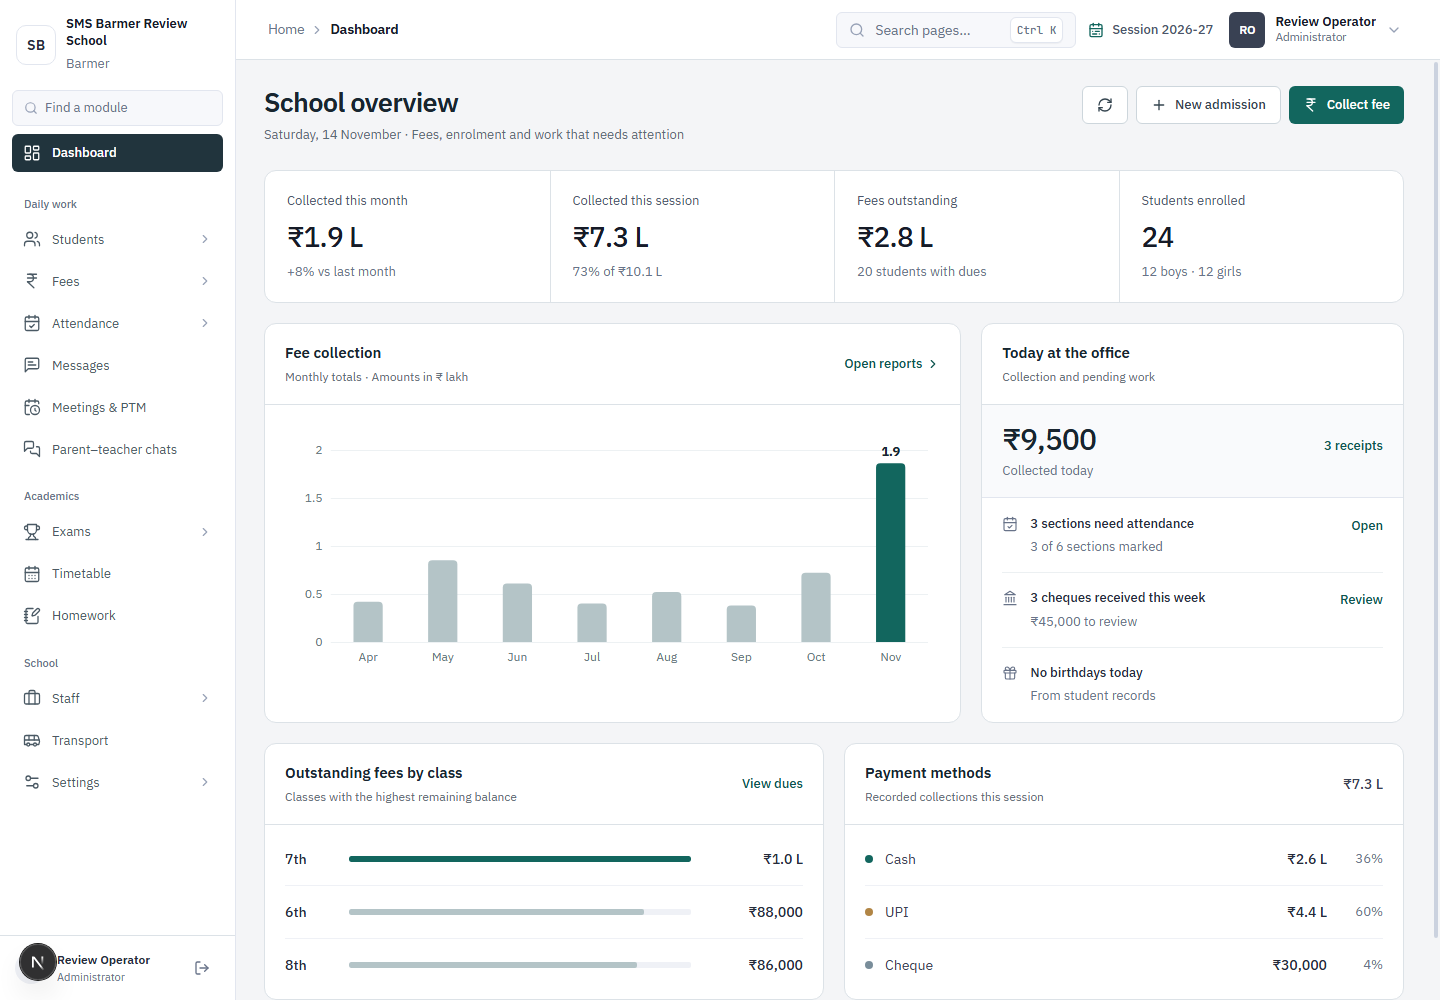 SB
SMS Barmer Review
School
Barmer
Find a module
Dashboard
Daily work
Students
Fees
Attendance
Messages
Meetings & PTM
Parent–teacher chats
Academics
Exams
Timetable
Homework
School
Staff
Transport
Settings
N
Review Operator
Administrator
Home
Dashboard
Search pages...
Ctrl K
Session 2026-27
RO
Review Operator
Administrator
School overview
Saturday, 14 November · Fees, enrolment and work that needs attention
New admission
₹ Collect fee
Collected this month
₹1.9 L
+8% vs last month
Collected this session
₹7.3 L
73% of ₹10.1 L
Fees outstanding
₹2.8 L
20 students with dues
Students enrolled
24
12 boys · 12 girls
Fee collection
Monthly totals · Amounts in ₹ lakh
Open reports
2
1.5
1
0.5
0
1.9
Apr
May
Jun
Jul
Aug
Sep
Oct
Nov
Today at the office
Collection and pending work
₹9,500
Collected today
3 receipts
3 sections need attendance
3 of 6 sections marked
Open
3 cheques received this week
₹45,000 to review
Review
No birthdays today
From student records
Outstanding fees by class
Classes with the highest remaining balance
View dues
7th ₹1.0 L
6th ₹88,000
8th ₹86,000
Payment methods
Recorded collections this session
₹7.3 L
Cash ₹2.6 L 36%
UPI ₹4.4 L 60%
Cheque ₹30,000 4%